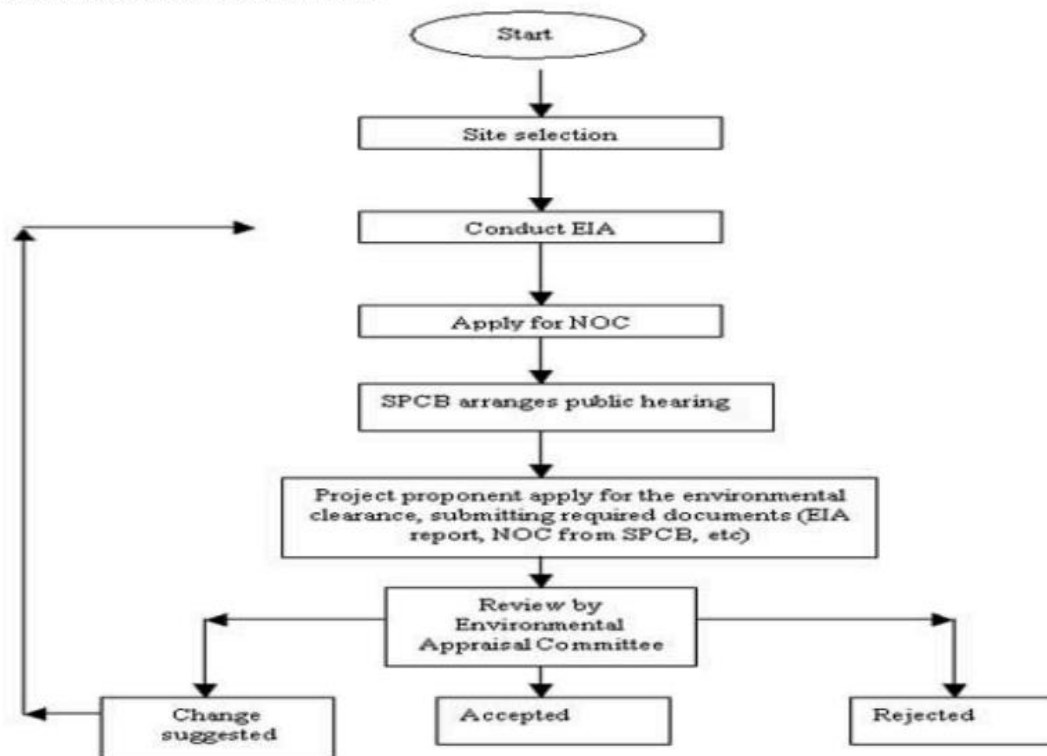 Start
Site selection
Conduct EIA
Apply for NOC
SPCB arranges public hearing
Project proponent apply for the environmental
clearance, submitting required documents (EIA
report, NOC from SPCB, etc)
Review by
Environmental
Appraisal Committee
Change
suggested
Accepted
Rejected